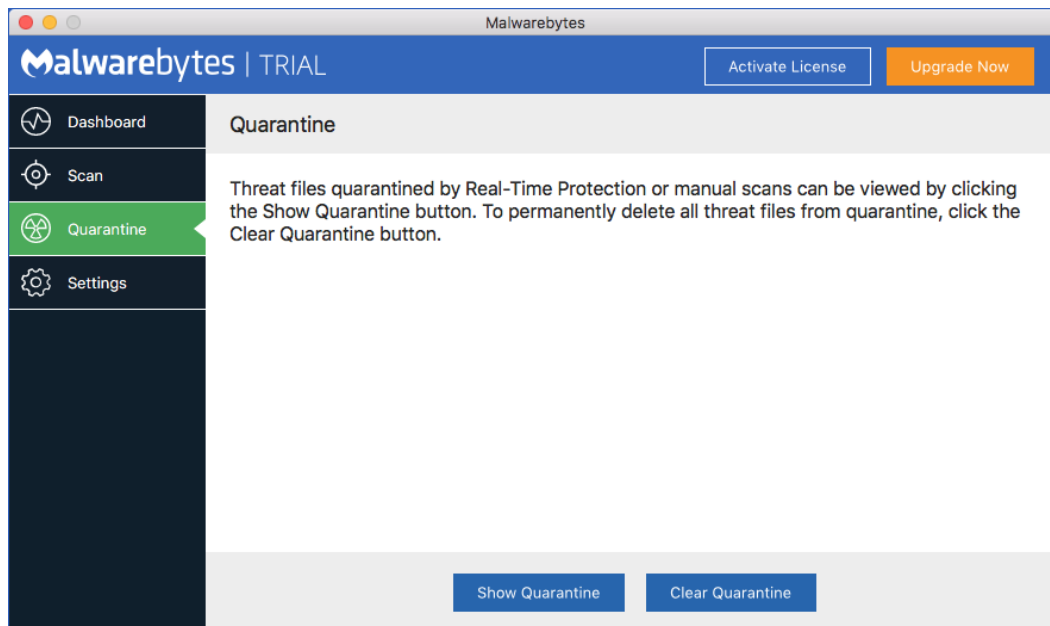 Malwarebytes
Malwarebytes | TRIAL
Activate License
Upgrade Now
Dashboard
Scan
Quarantine
Settings
Quarantine
Threat files quarantined by Real-Time Protection or manual scans can be viewed by clicking
the Show Quarantine button. To permanently delete all threat files from quarantine, click the
Clear Quarantine button.
Show Quarantine
Clear Quarantine